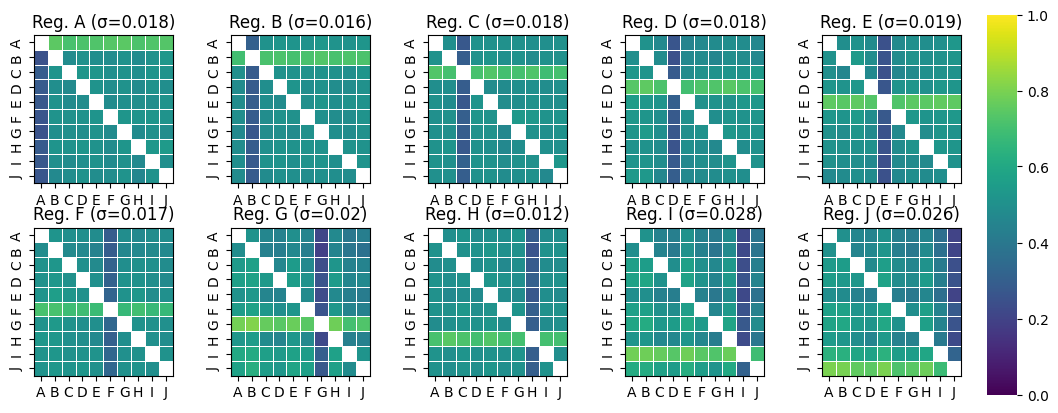 Reg. A (σ=0.018) Reg. B (σ=0.016) Reg. C (σ=0.018) Reg. D (σ=0.018) Reg. E (σ=0.019)
A B C D E F G H I J
A B C D E F G H I J
A B C D E F G H I J
A B C D E F G H I J
A B C D E F G H I J
A B C D E F G H I J
A B C D E F G H I J
A B C D E F G H I J
A B C D E F G H I J
A B C D E F G H I J
Reg. F (σ=0.017) Reg. G (σ=0.02) Reg. H (σ=0.012) Reg. I (σ=0.028) Reg. J (σ=0.026)
A B C D E F G H I J
A B C D E F G H I J
A B C D E F G H I J
A B C D E F G H I J
A B C D E F G H I J
A B C D E F G H I J
A B C D E F G H I J
A B C D E F G H I J
A B C D E F G H I J
A B C D E F G H I J
1.0
0.8
0.6
0.4
0.2
0.0